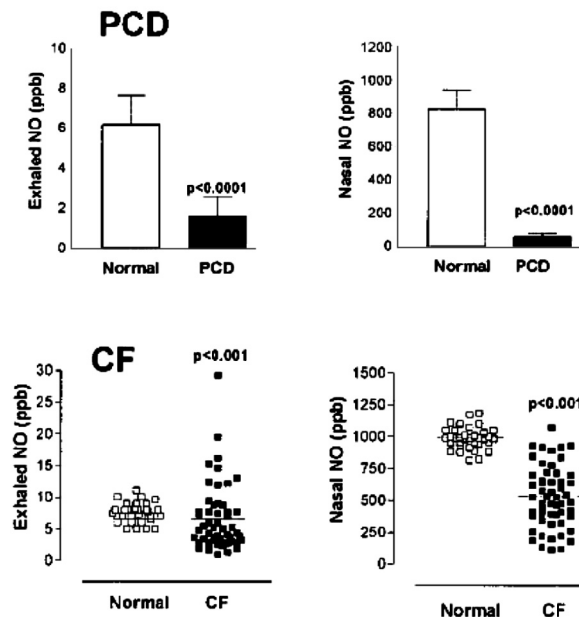 PCD
Exhaled NO (ppb)
10
8
6
4
2
0
p<0.0001
Normal PCD
Nasal NO (ppb)
1200
1000
800
600
400
200
0
p<0.0001
Normal PCD
CF
Exhaled NO (ppb)
30
25
20
15
10
5
0
p<0.001
Normal CF
Nasal NO (ppb)
1500
1250
1000
750
500
250
0
p<0.001
Normal CF